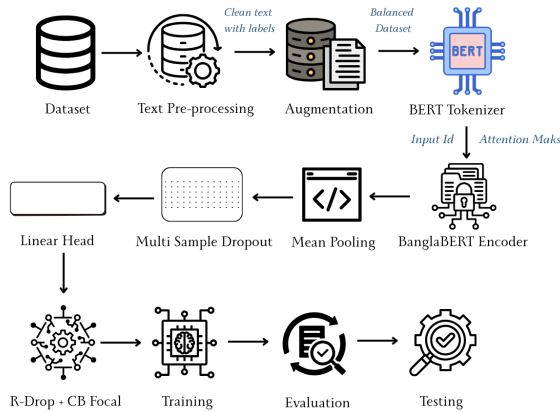 Clean text
with labels
Balanced
Dataset
BERT
Dataset
Text Pre-processing
Augmentation
BERT Tokenizer
Input Id
Attention Maks
</>
Linear Head
Multi Sample Dropout
Mean Pooling
BanglaBERT Encoder
R-Drop + CB Focal
Training
Evaluation
Testing